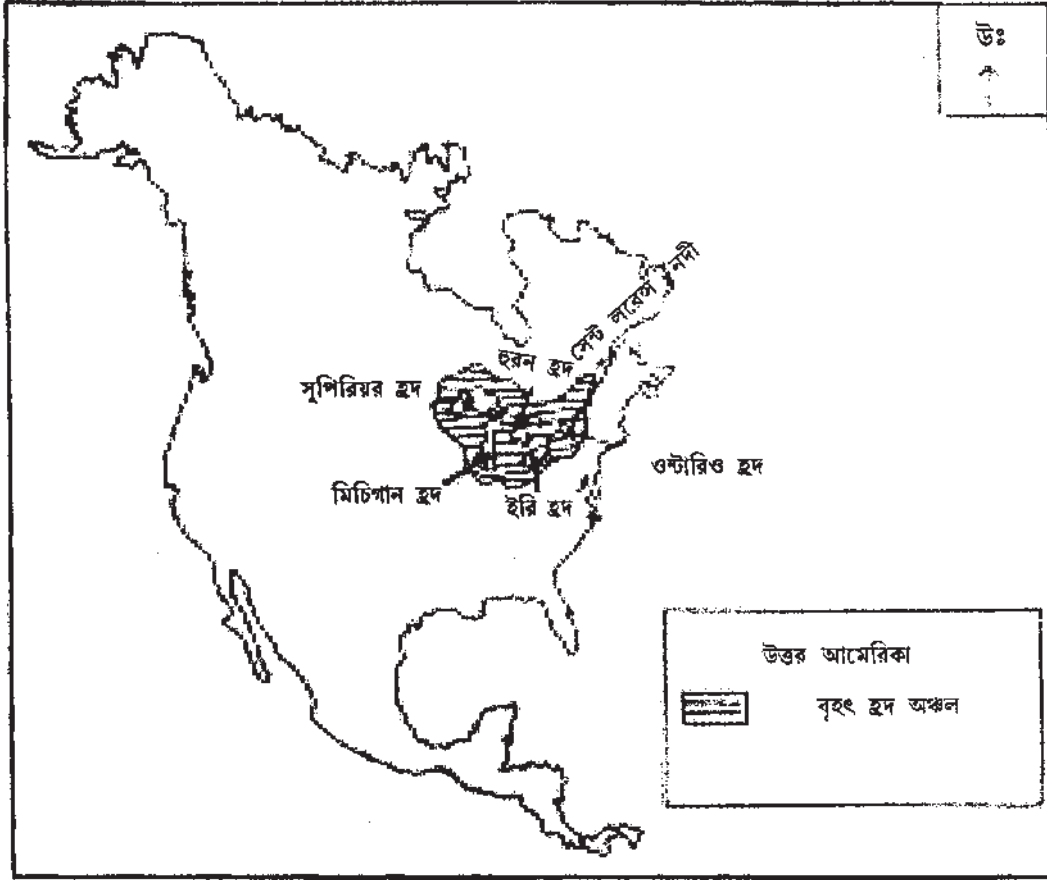 উঃ
সেন্ট লরেন্স নদী
হুরন হ্রদ
সুপিরিয়র হ্রদ
ওন্টারিও হ্রদ
মিচিগান হ্রদ
ইরি হ্রদ
উত্তর আমেরিকা
বৃহৎ হ্রদ অঞ্চল